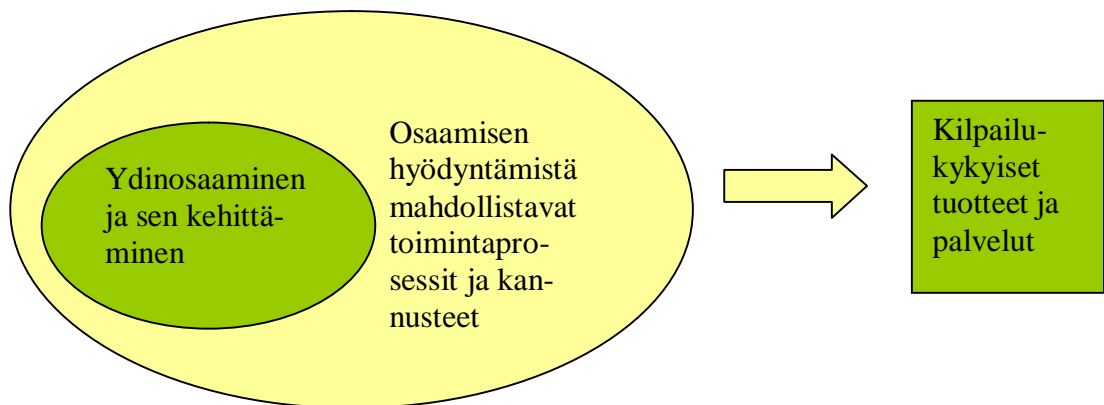 Ydinosaaminen
ja sen kehittä-
minen
Osaamisen
hyödyntämistä
mahdollistavat
toimintapro-
sessit ja kan-
nusteet
Kilpailu-
kykyiset
tuotteet ja
palvelut